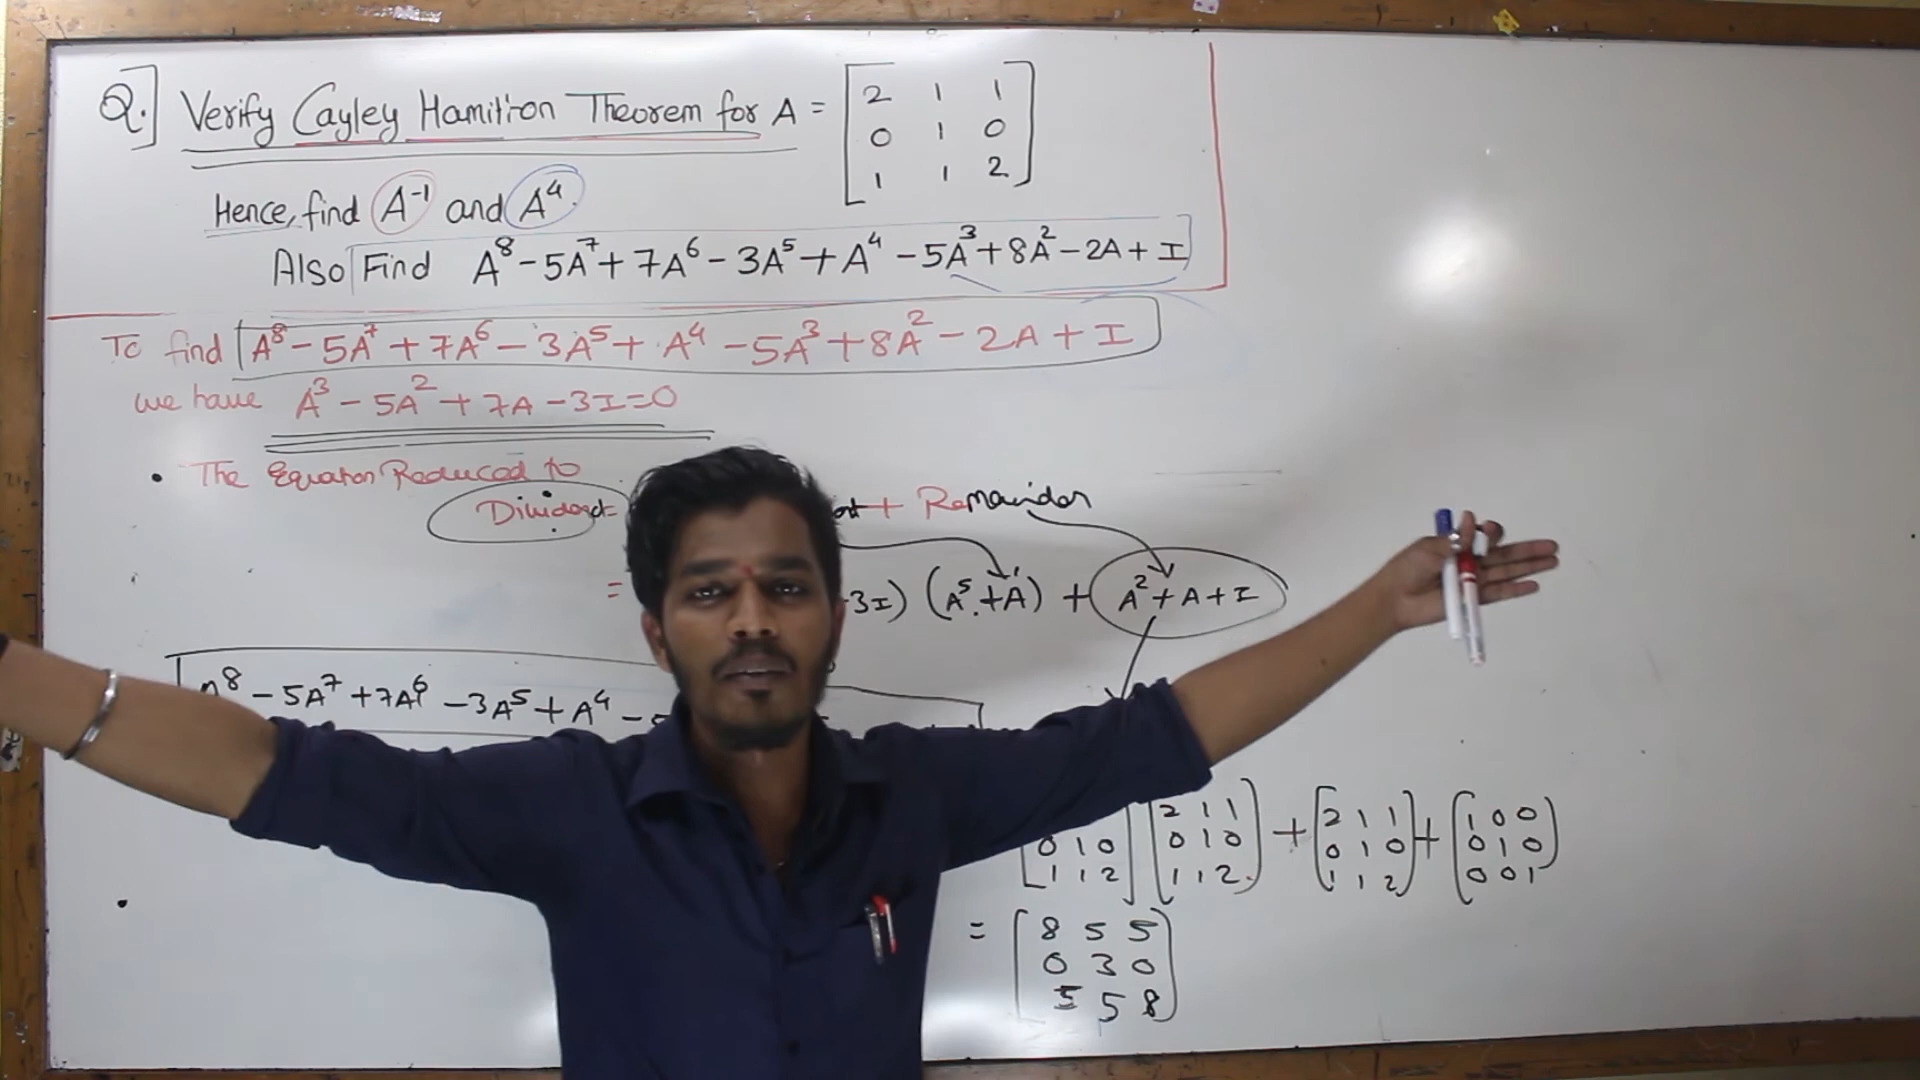 Q.] Verify Cayley Hamiltion Theorem for A = [2 1 1
0 1 0
1 1 2]
Hence, find A⁻¹ and A⁴.
Also Find A⁸ - 5A⁷ + 7A⁶ - 3A⁵ + A⁴ - 5A³ + 8A² - 2A + I
To find A⁸ - 5A⁷ + 7A⁶ - 3A⁵ + A⁴ - 5A³ + 8A² - 2A + I
we have A³ - 5A² + 7A - 3I = 0
• The Equation Reduced to
Dividend = + Remainder
= 3I) (A⁵ + A) + A² + A + I
A⁸ - 5A⁷ + 7A⁶ - 3A⁵ + A⁴ -
2 1 1] + [2 1 1] + [1 0 0]
0 1 0] [0 1 0] [0 1 0] [0 1 0]
[1 1 2] [1 1 2] [1 1 2] [0 0 1]
= [8 5 5
0 3 0
5 5 8]